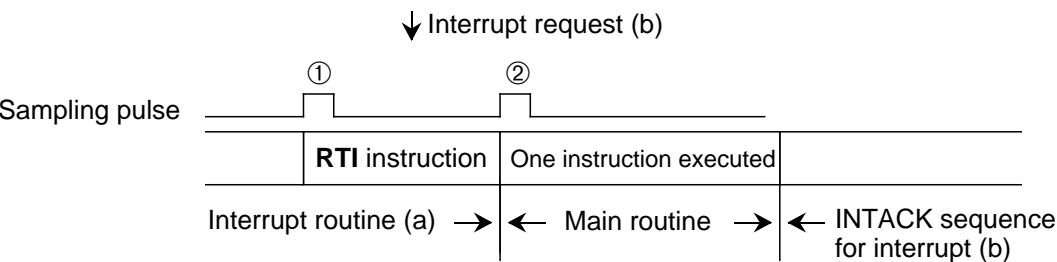 Interrupt request (b)
① ②
Sampling pulse
RTI instruction One instruction executed
Interrupt routine (a) Main routine INTACK sequence
for interrupt (b)